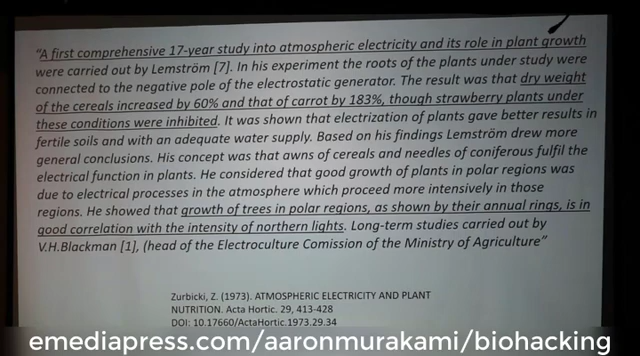 “A first comprehensive 17-year study into atmospheric electricity and its role in plant growth
were carried out by Lemström [7]. In his experiment the roots of the plants under study were
connected to the negative pole of the electrostatic generator. The result was that dry weight
of the cereals increased by 60% and that of carrot by 183%, though strawberry plants under
these conditions were inhibited. It was shown that electrization of plants gave better results in
fertile soils and with an adequate water supply. Based on his findings Lemström drew more
general conclusions. His concept was that awns of cereals and needles of coniferous fulfil the
electrical function in plants. He considered that good growth of plants in polar regions was
due to electrical processes in the atmosphere which proceed more intensively in those
regions. He showed that growth of trees in polar regions, as shown by their annual rings, is in
good correlation with the intensity of northern lights. Long-term studies carried out by
V.H.Blackman [1], (head of the Electroculture Comission of the Ministry of Agriculture”
Zurbicki, Z. (1973). ATMOSPHERIC ELECTRICITY AND PLANT
NUTRITION. Acta Hortic. 29, 413-428
DOI: 10.17660/ActaHortic.1973.29.34
emediapress.com/aaronmurakami/biohacking